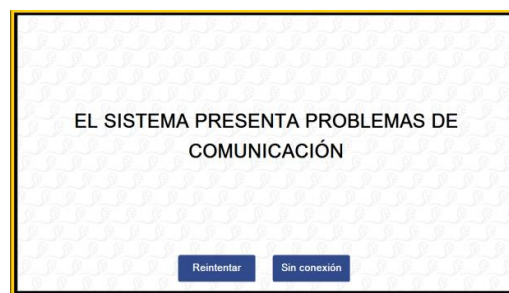 EL SISTEMA PRESENTA PROBLEMAS DE
COMUNICACIÓN
Reintentar
Sin conexión